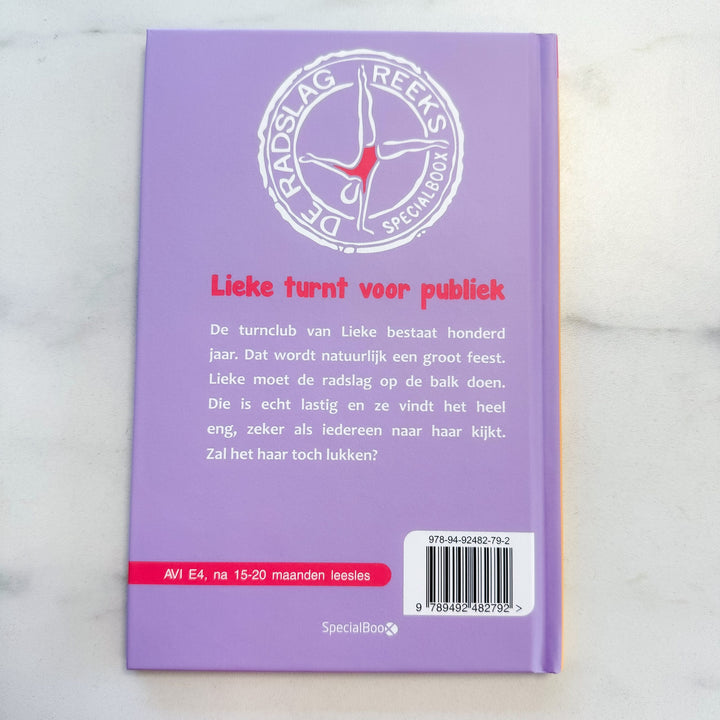 DE RADSLAG REEKS
SPECIALBOOX
Lieke turnt voor publiek
De turnclub van Lieke bestaat honderd
jaar. Dat wordt natuurlijk een groot feest.
Lieke moet de radslag op de balk doen.
Die is echt lastig en ze vindt het heel
eng, zeker als iedereen naar haar kijkt.
Zal het haar toch lukken?
978-94-92482-79-2
9 789492 482792 >
AVI E4, na 15-20 maanden leesles
SpecialBoox